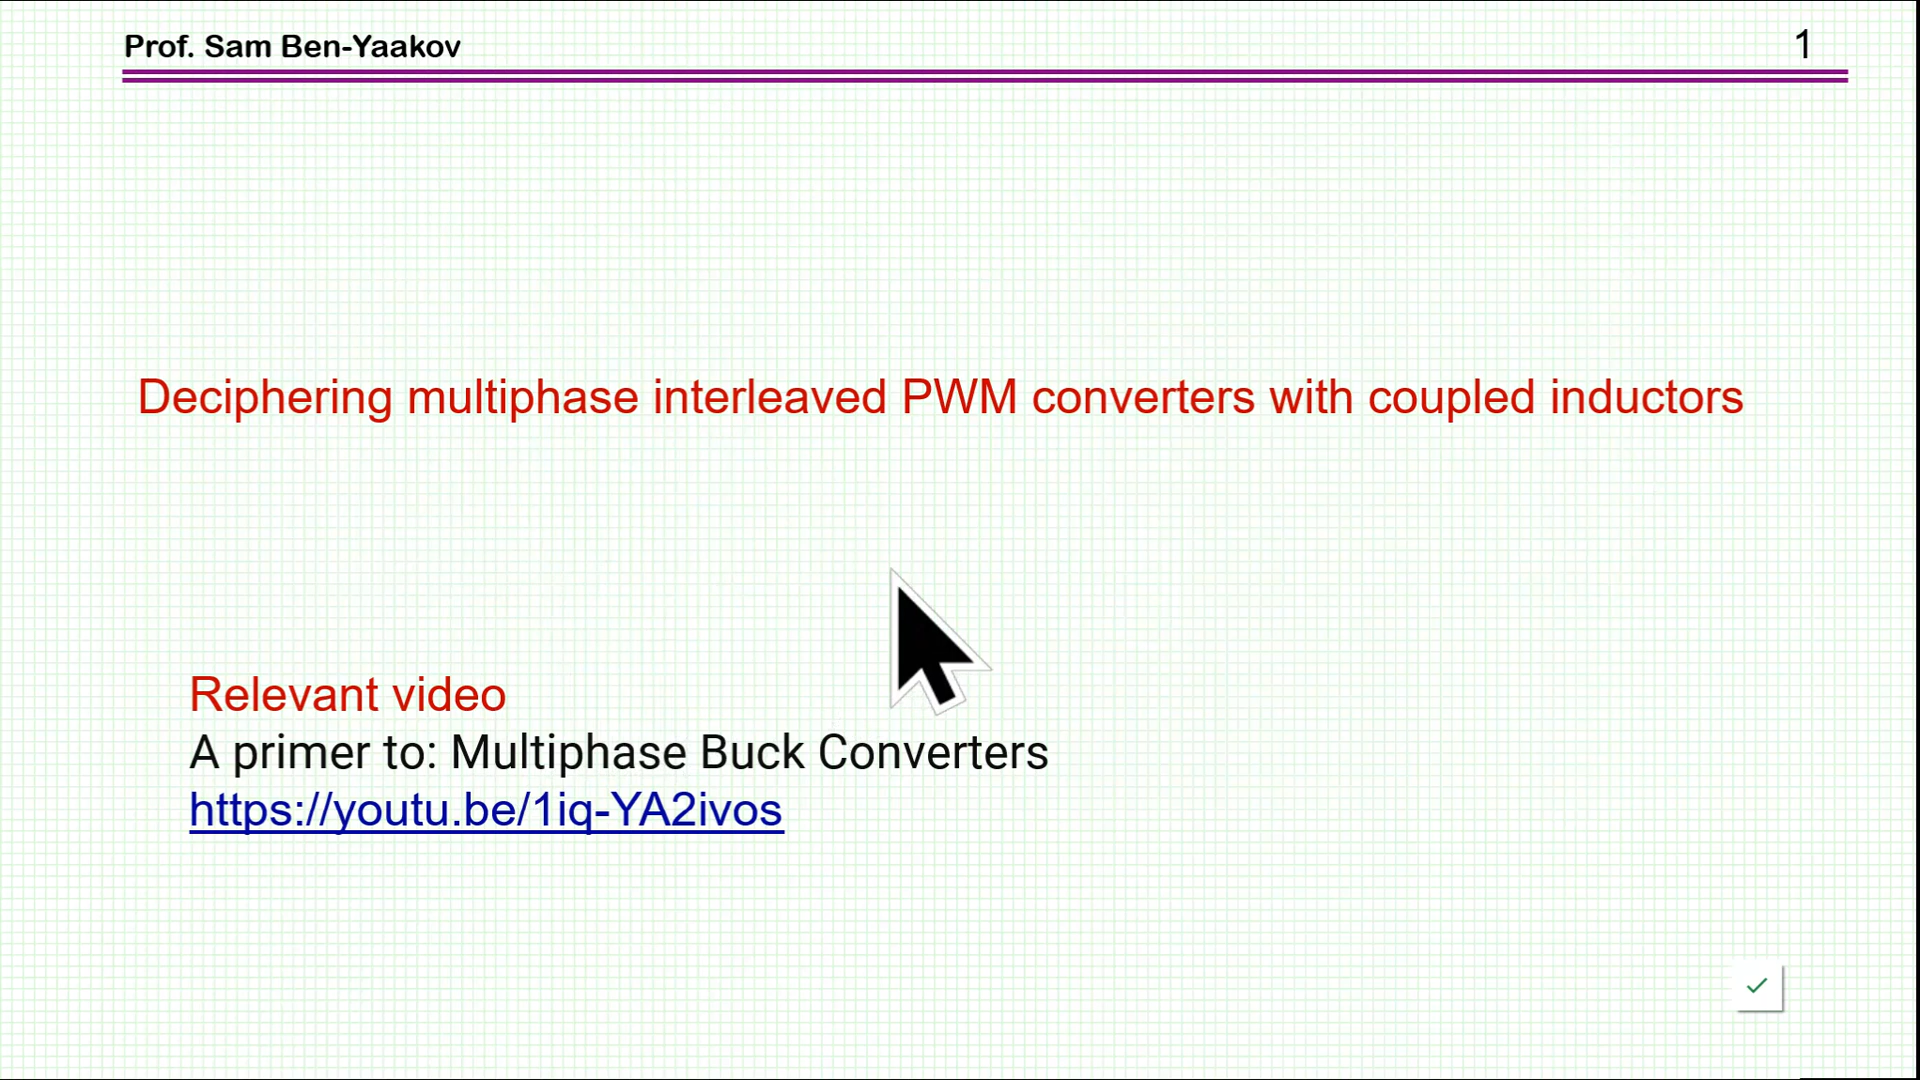 Prof. Sam Ben-Yaakov
1
Deciphering multiphase interleaved PWM converters with coupled inductors
Relevant video
A primer to: Multiphase Buck Converters
https://youtu.be/1iq-YA2ivos